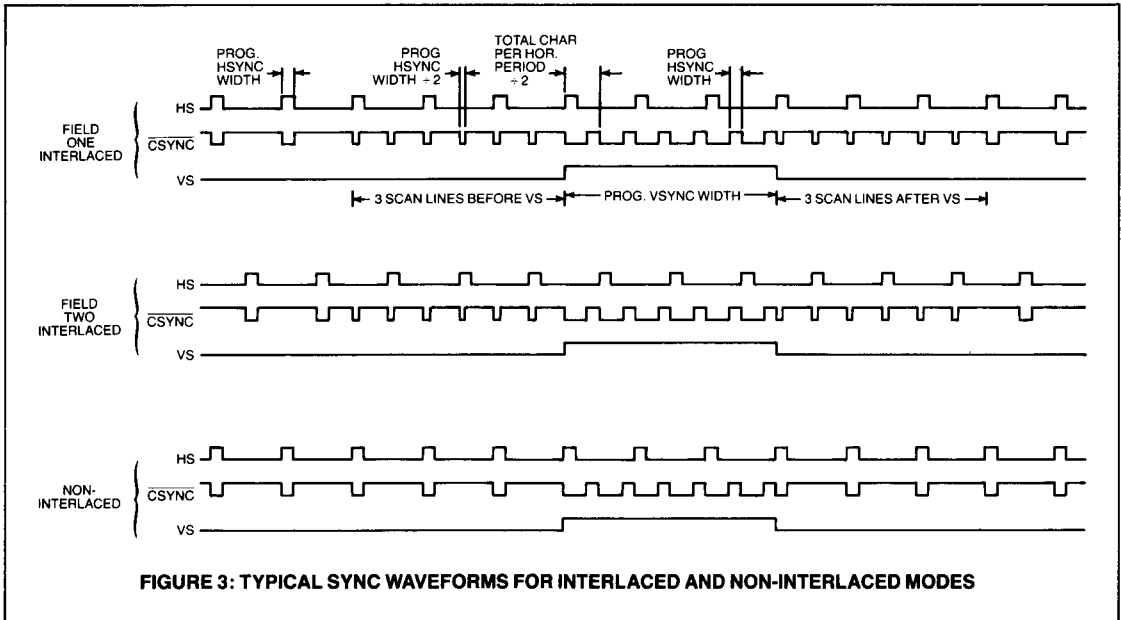 PROG.
HSYNC
WIDTH
PROG
HSYNC
WIDTH ÷2
TOTAL CHAR
PER HOR.
PERIOD
÷2
PROG
HSYNC
WIDTH
FIELD
ONE
INTERLACED
HS
CSYNC
VS
3 SCAN LINES BEFORE VS
PROG. VSYNC WIDTH
3 SCAN LINES AFTER VS
FIELD
TWO
INTERLACED
HS
CSYNC
VS
NON-
INTERLACED
HS
CSYNC
VS
FIGURE 3: TYPICAL SYNC WAVEFORMS FOR INTERLACED AND NON-INTERLACED MODES